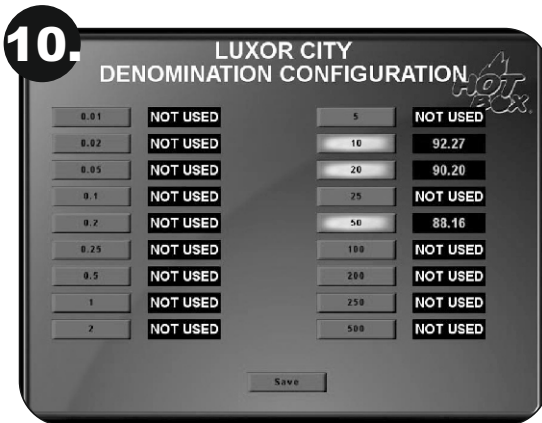 10.
LUXOR CITY
DENOMINATION CONFIGURATION
HOT
BOX
0.01 NOT USED 5 NOT USED
0.02 NOT USED 10 92.27
0.05 NOT USED 20 90.20
0.1 NOT USED 25 NOT USED
0.2 NOT USED 50 88.16
0.25 NOT USED 100 NOT USED
0.5 NOT USED 200 NOT USED
1 NOT USED 250 NOT USED
2 NOT USED 500 NOT USED
Save